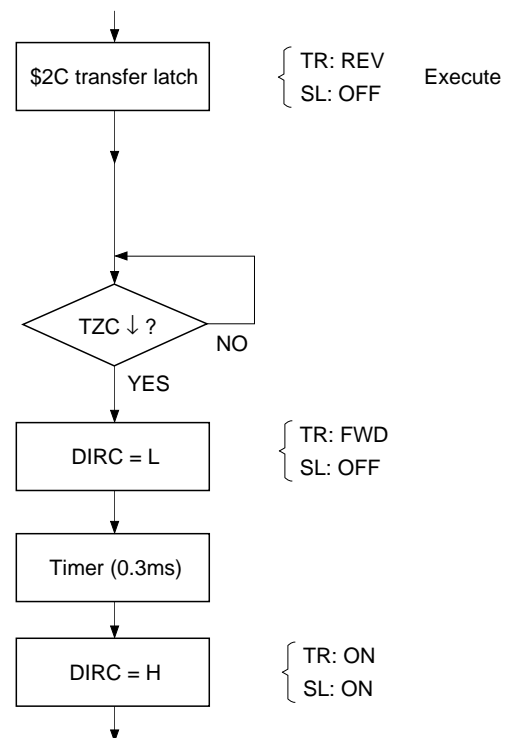 $2C transfer latch
TR: REV
SL: OFF
Execute
TZC ↓ ?
NO
YES
DIRC = L
TR: FWD
SL: OFF
Timer (0.3ms)
DIRC = H
TR: ON
SL: ON